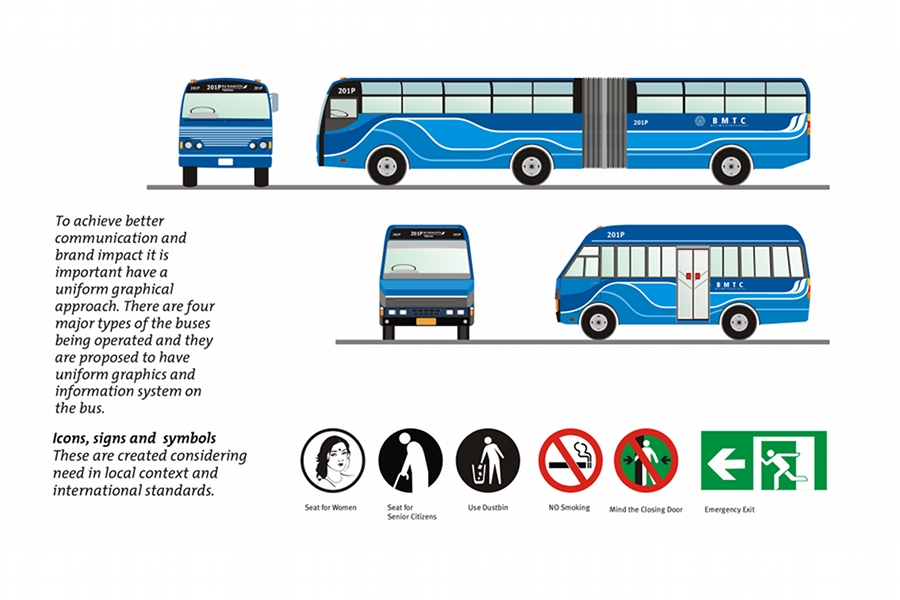 201P
201P
201P
201P
201P
BMTC
To achieve better
communication and
brand impact it is
important have a
uniform graphical
approach. There are four
major types of the buses
being operated and they
are proposed to have
uniform graphics and
information system on
the bus.
201P
201P
201P
201P
BMTC
Icons, signs and symbols
These are created considering
need in local context and
international standards.
Seat for Women
Seat for
Senior Citizens
Use Dustbin
NO Smoking
Mind the Closing Door
Emergency Exit